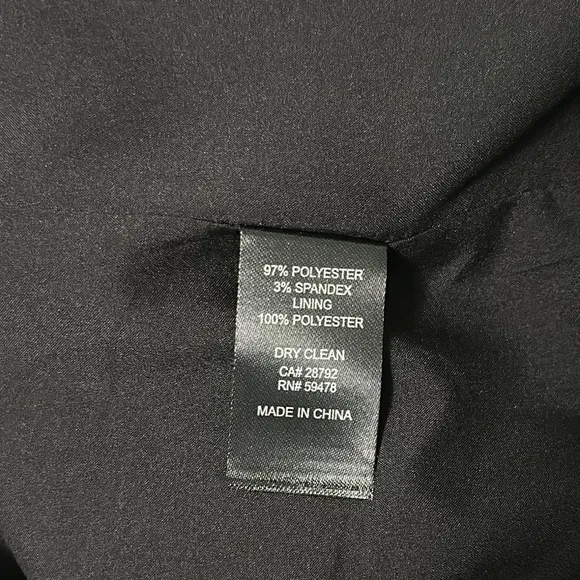 97% POLYESTER
3% SPANDEX
LINING
100% POLYESTER
DRY CLEAN
CA# 28792
RN# 59478
MADE IN CHINA